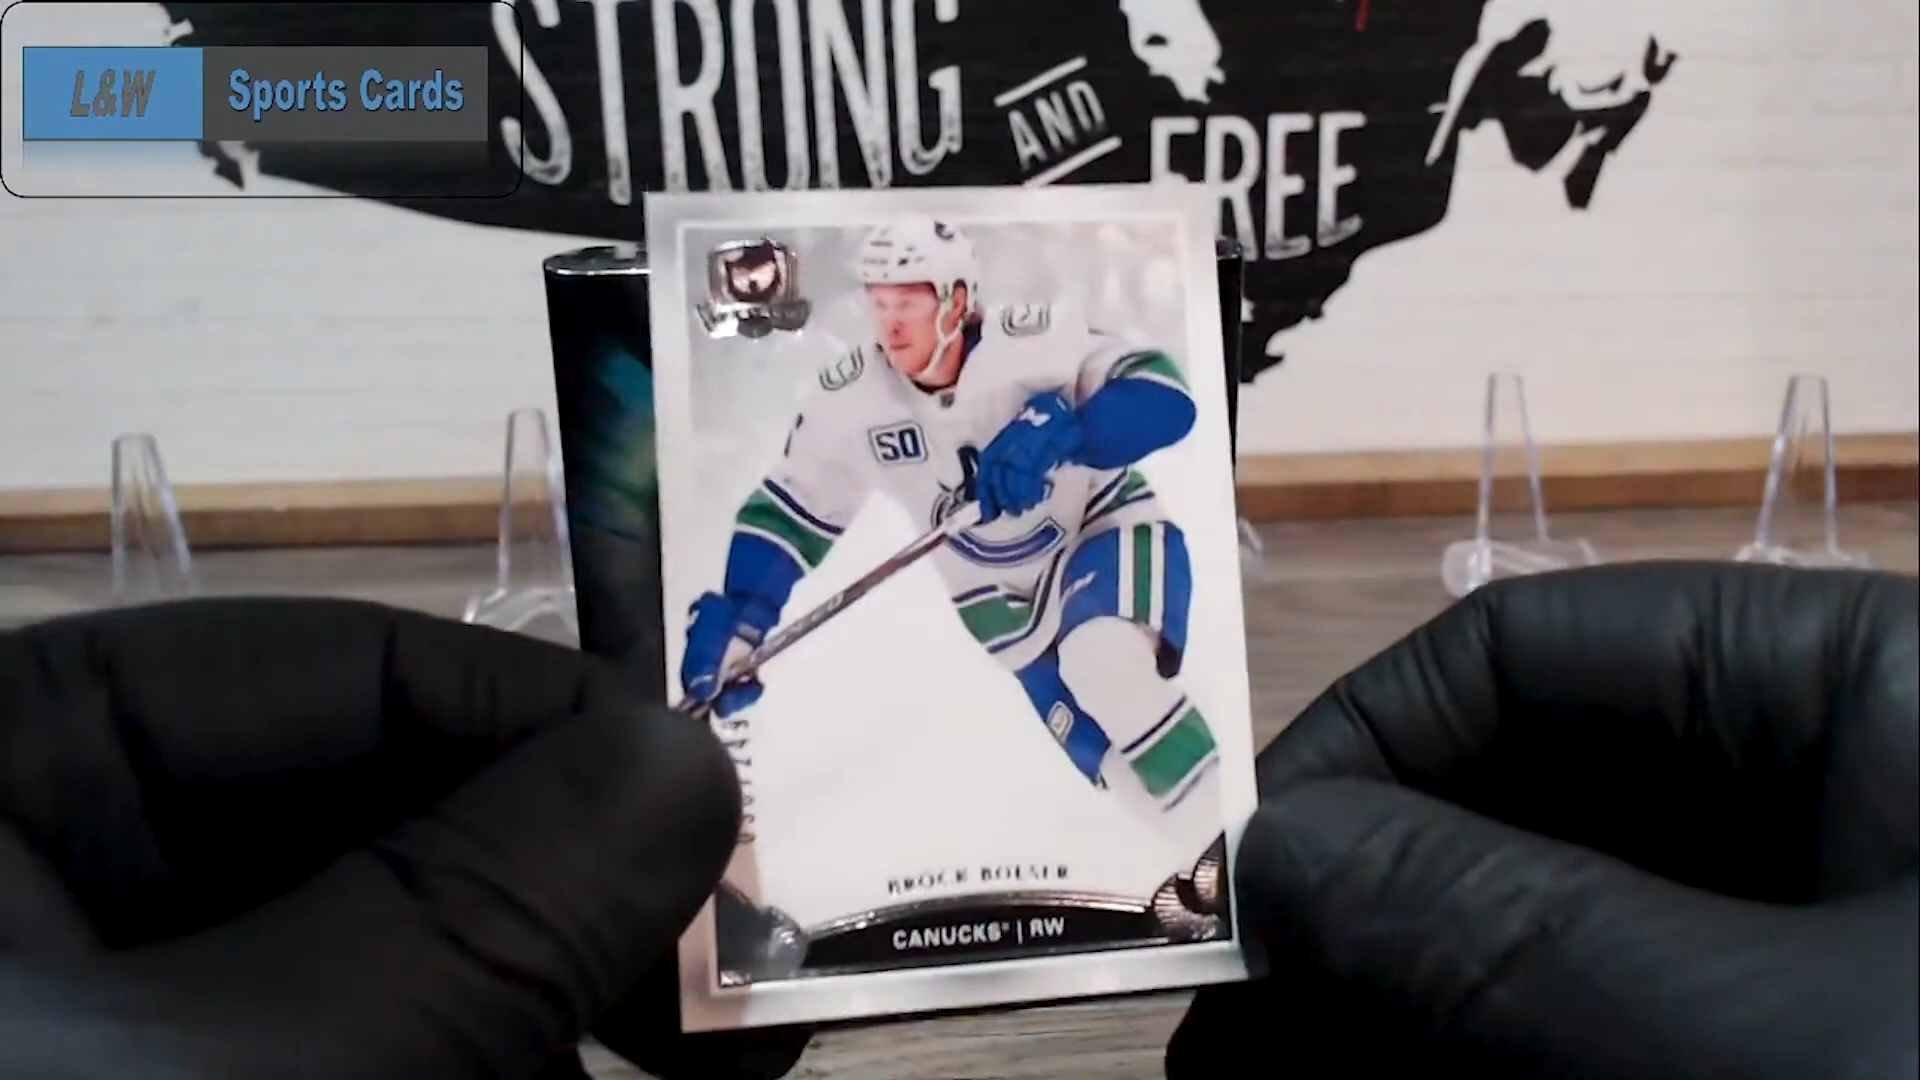 L&W Sports Cards
STRONG
AND
FREE
50
BROCK BOESER
CANUCKS | RW